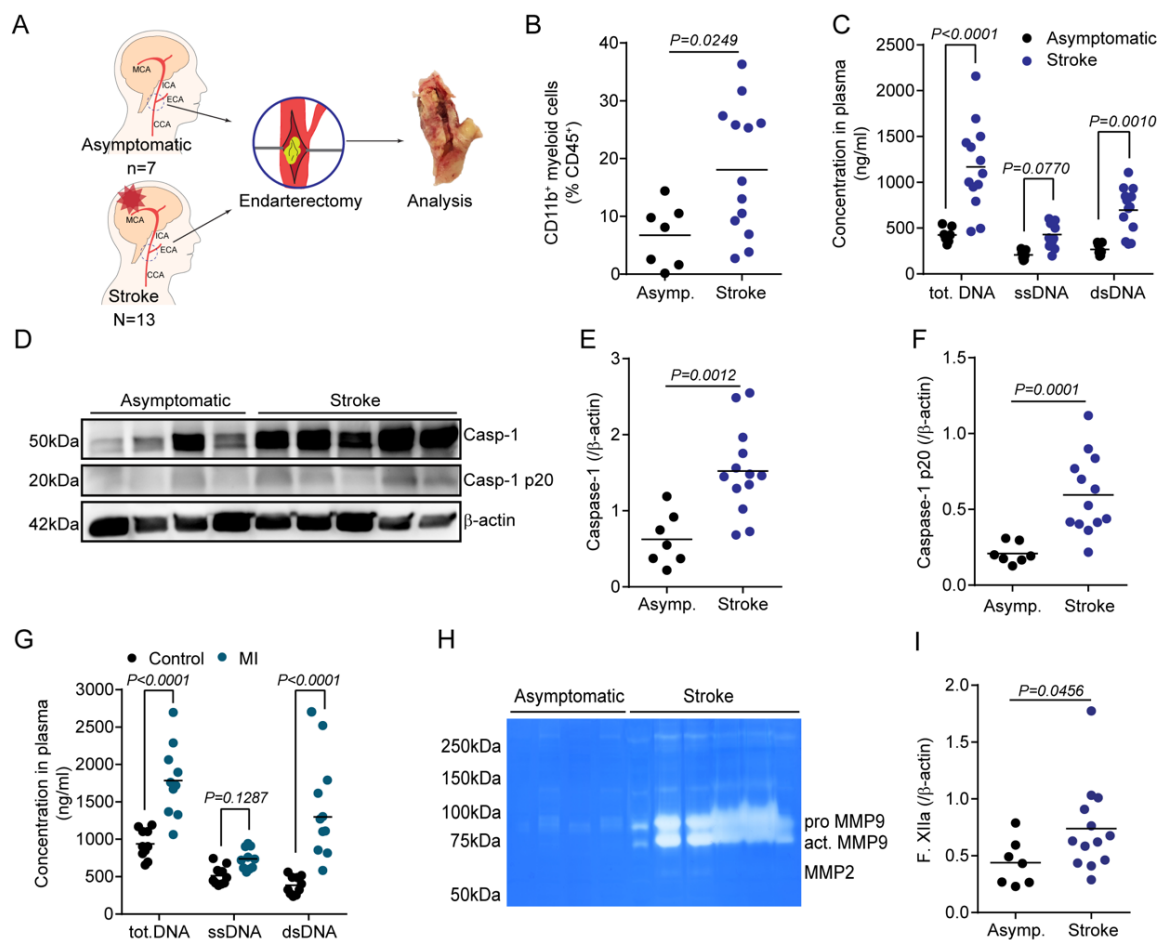 A
MCA
ICA
ECA
CCA
Asymptomatic
n=7
MCA
ICA
ECA
CCA
Stroke
N=13
Endarterectomy
Analysis
B
P=0.0249
CD11b⁺ myeloid cells
(% CD45⁺)
40
30
20
10
0
Asymp.
Stroke
C
Asymptomatic
Stroke
P<0.0001
P=0.0770
P=0.0010
Concentration in plasma
(ng/ml)
2500
2000
1500
1000
500
0
tot. DNA
ssDNA
dsDNA
D
Asymptomatic
Stroke
50kDa
Casp-1
20kDa
Casp-1 p20
42kDa
β-actin
E
P=0.0012
Caspase-1 (/β-actin)
3
2
1
0
Asymp.
Stroke
F
P=0.0001
Caspase-1 p20 (/β-actin)
1.5
1.0
0.5
0.0
Asymp.
Stroke
G
Control
MI
P<0.0001
P=0.1287
P<0.0001
Concentration in plasma
(ng/ml)
3000
2500
2000
1500
1000
500
0
tot.DNA
ssDNA
dsDNA
H
Asymptomatic
Stroke
250kDa
150kDa
100kDa
75kDa
50kDa
pro MMP9
act. MMP9
MMP2
I
P=0.0456
F. XIIa (/β-actin)
2.0
1.5
1.0
0.5
0.0
Asymp.
Stroke